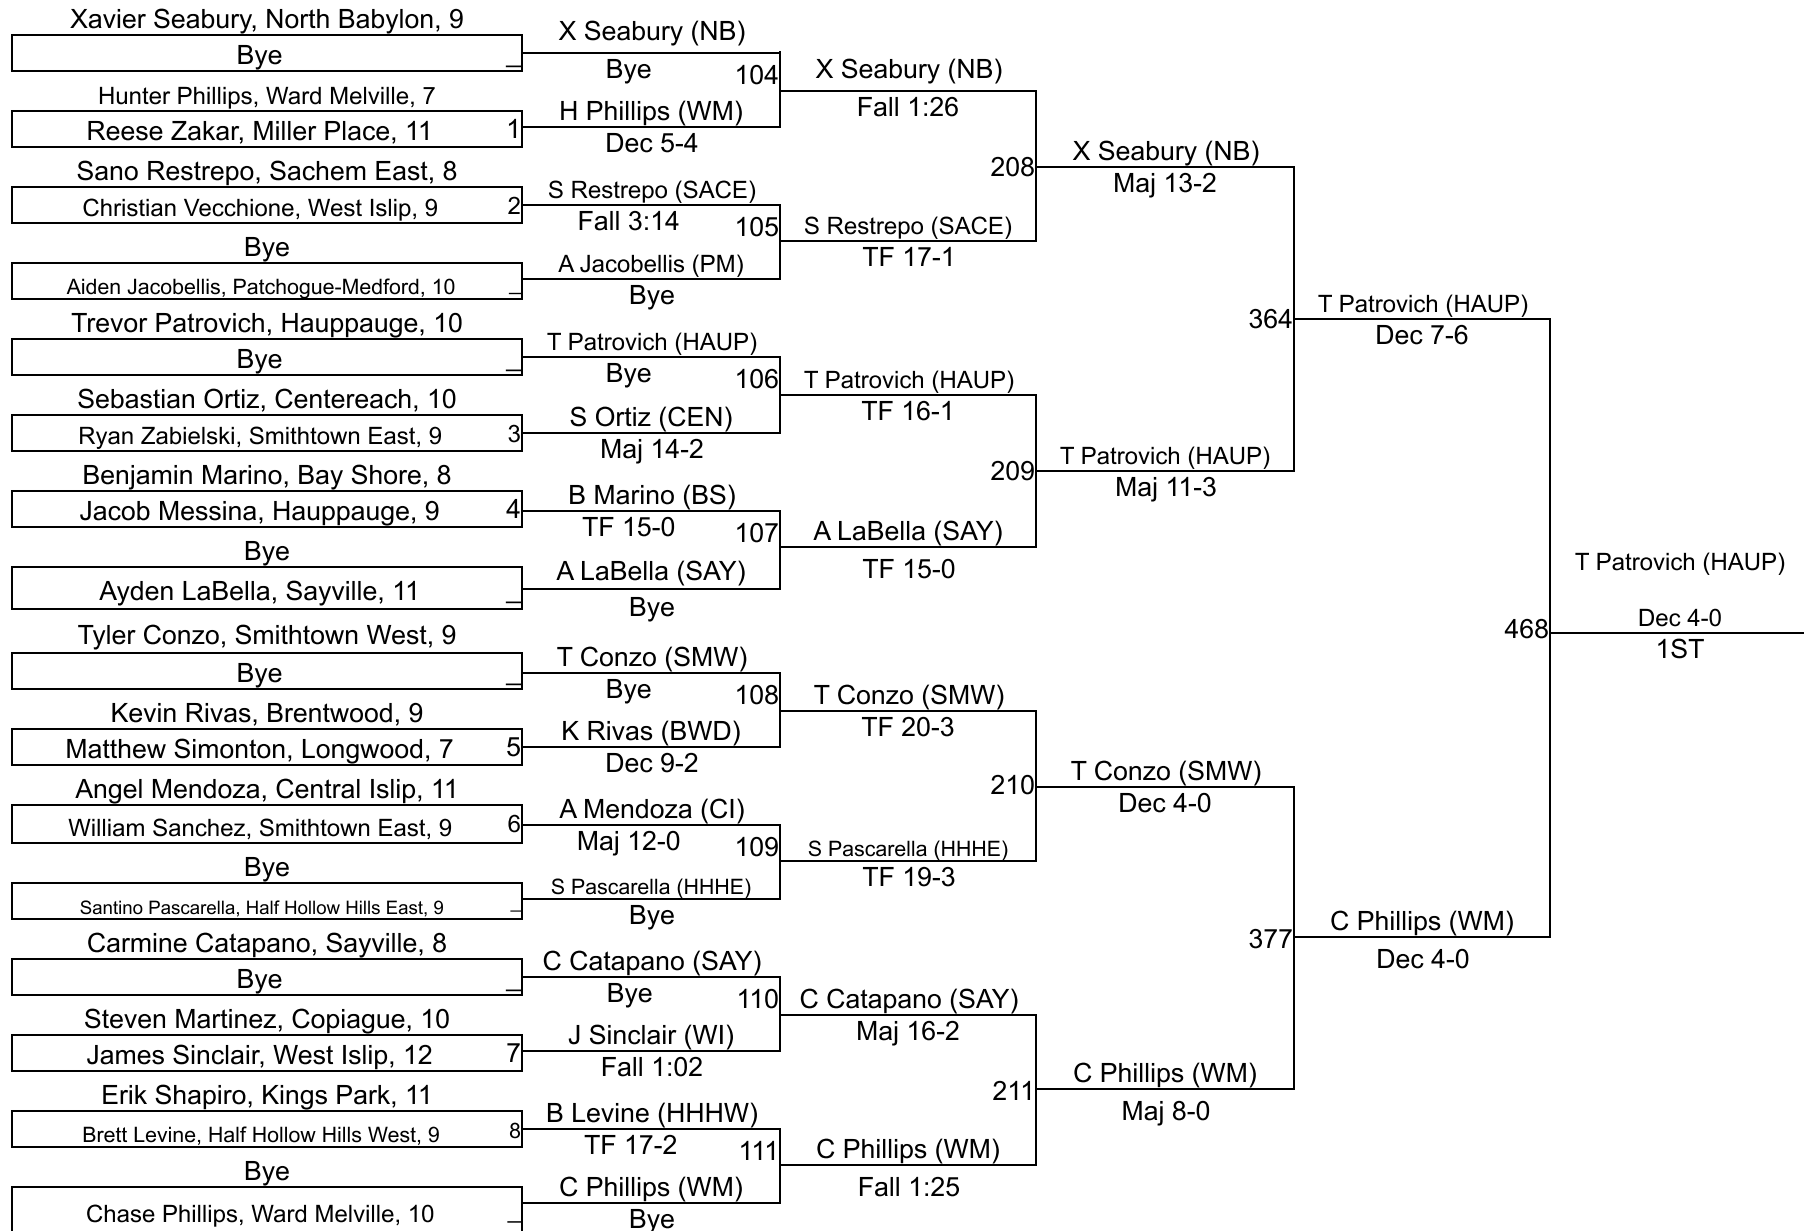 Xavier Seabury, North Babylon, 9
Bye
_
Hunter Phillips, Ward Melville, 7
Reese Zakar, Miller Place, 11
1
Sano Restrepo, Sachem East, 8
Christian Vecchione, West Islip, 9
2
Bye
Aiden Jacobellis, Patchogue-Medford, 10
_
Trevor Patrovich, Hauppauge, 10
Bye
_
Sebastian Ortiz, Centereach, 10
Ryan Zabielski, Smithtown East, 9
3
Benjamin Marino, Bay Shore, 8
Jacob Messina, Hauppauge, 9
4
Bye
Ayden LaBella, Sayville, 11
_
Tyler Conzo, Smithtown West, 9
Bye
_
Kevin Rivas, Brentwood, 9
Matthew Simonton, Longwood, 7
5
Angel Mendoza, Central Islip, 11
William Sanchez, Smithtown East, 9
6
Bye
Santino Pascarella, Half Hollow Hills East, 9
_
Carmine Catapano, Sayville, 8
Bye
_
Steven Martinez, Copiague, 10
James Sinclair, West Islip, 12
7
Erik Shapiro, Kings Park, 11
Brett Levine, Half Hollow Hills West, 9
8
Bye
Chase Phillips, Ward Melville, 10
_
X Seabury (NB)
Bye
104
H Phillips (WM)
Dec 5-4
S Restrepo (SACE)
Fall 3:14
105
A Jacobellis (PM)
Bye
T Patrovich (HAUP)
Bye
106
S Ortiz (CEN)
Maj 14-2
B Marino (BS)
TF 15-0
107
A LaBella (SAY)
Bye
T Conzo (SMW)
Bye
108
K Rivas (BWD)
Dec 9-2
A Mendoza (CI)
Maj 12-0
109
S Pascarella (HHHE)
Bye
C Catapano (SAY)
Bye
110
J Sinclair (WI)
Fall 1:02
B Levine (HHHW)
TF 17-2
111
C Phillips (WM)
Bye
X Seabury (NB)
Fall 1:26
208
S Restrepo (SACE)
TF 17-1
T Patrovich (HAUP)
TF 16-1
209
A LaBella (SAY)
TF 15-0
T Conzo (SMW)
TF 20-3
210
S Pascarella (HHHE)
TF 19-3
C Catapano (SAY)
Maj 16-2
211
C Phillips (WM)
Fall 1:25
X Seabury (NB)
Maj 13-2
364
T Patrovich (HAUP)
Maj 11-3
T Conzo (SMW)
Dec 4-0
377
C Phillips (WM)
Maj 8-0
T Patrovich (HAUP)
Dec 7-6
468
C Phillips (WM)
Dec 4-0
T Patrovich (HAUP)
Dec 4-0
1ST